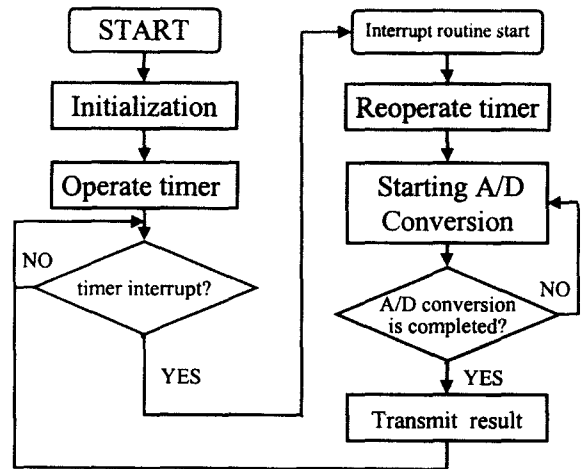 START
Initialization
Operate timer
NO
timer interrupt?
YES
Interrupt routine start
Reoperate timer
Starting A/D
Conversion
A/D conversion
is completed?
NO
YES
Transmit result